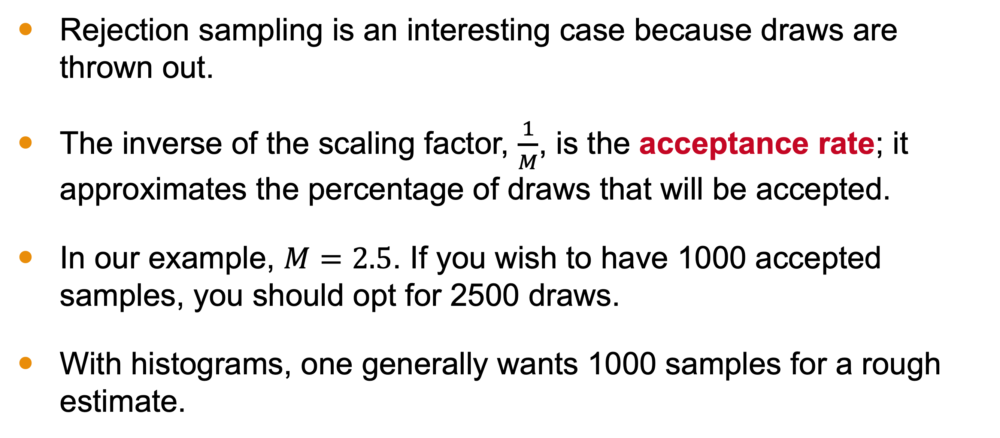 • Rejection sampling is an interesting case because draws are
thrown out.
• The inverse of the scaling factor, 1/M, is the acceptance rate; it
approximates the percentage of draws that will be accepted.
• In our example, M = 2.5. If you wish to have 1000 accepted
samples, you should opt for 2500 draws.
• With histograms, one generally wants 1000 samples for a rough
estimate.